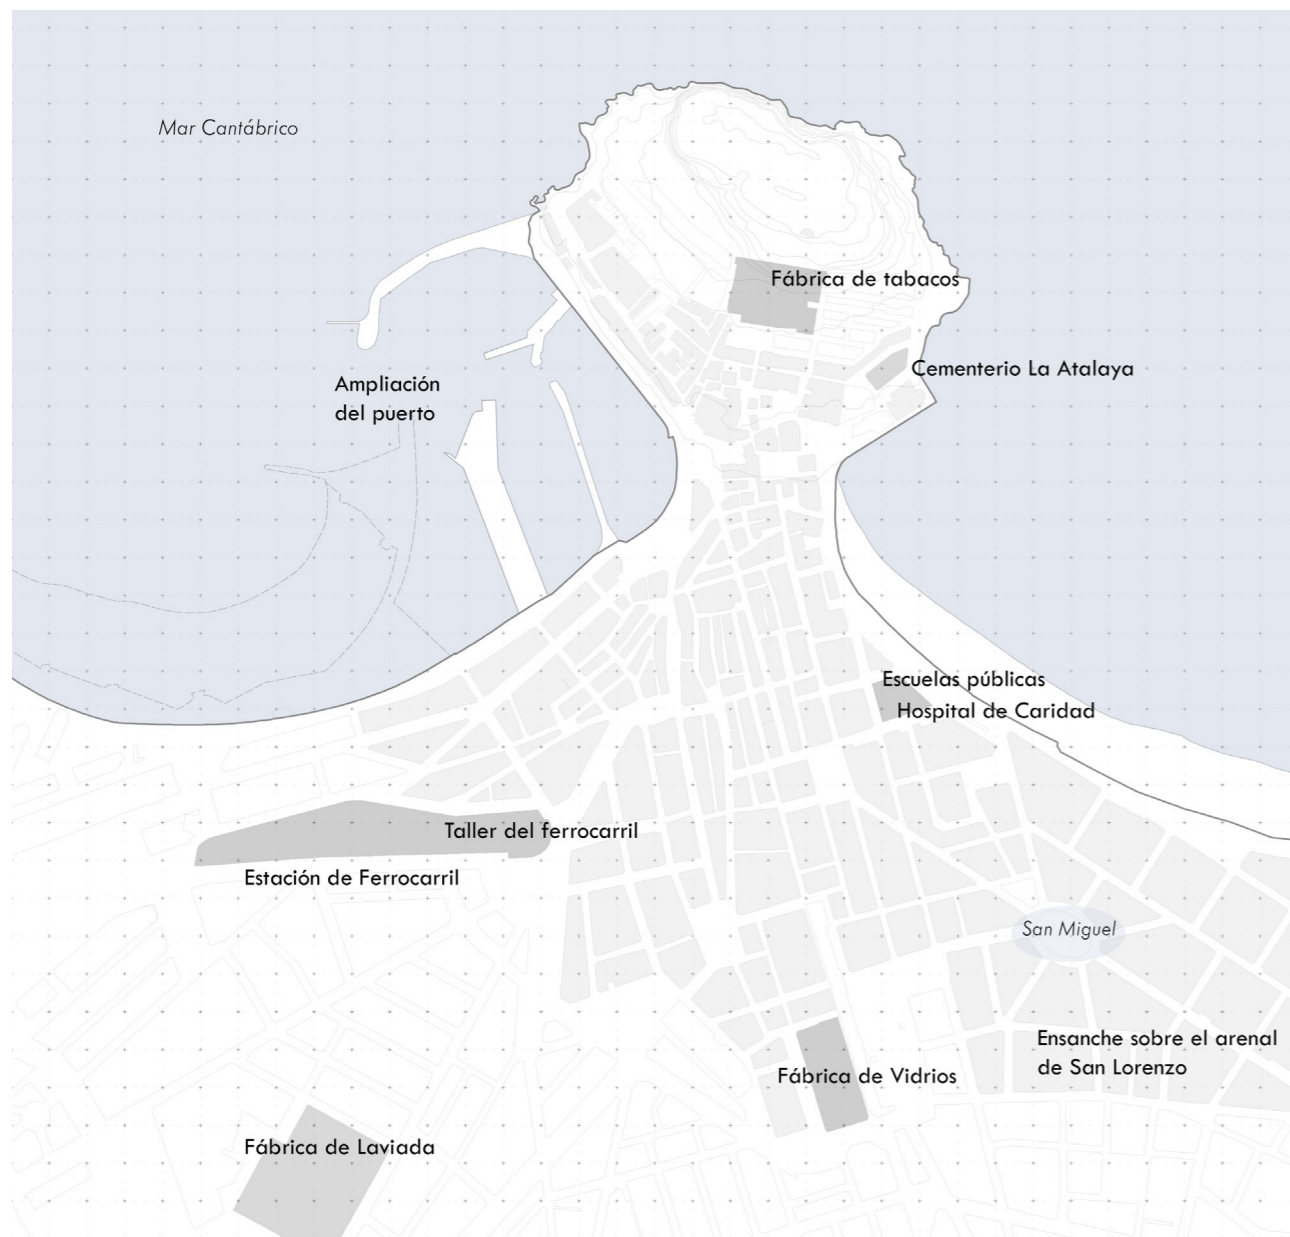 Mar Cantábrico
Fábrica de tabacos
Cementerio La Atalaya
Ampliación
del puerto
Escuelas públicas
Hospital de Caridad
Taller del ferrocarril
Estación de Ferrocarril
San Miguel
Ensanche sobre el arenal
de San Lorenzo
Fábrica de Vidrios
Fábrica de Laviada